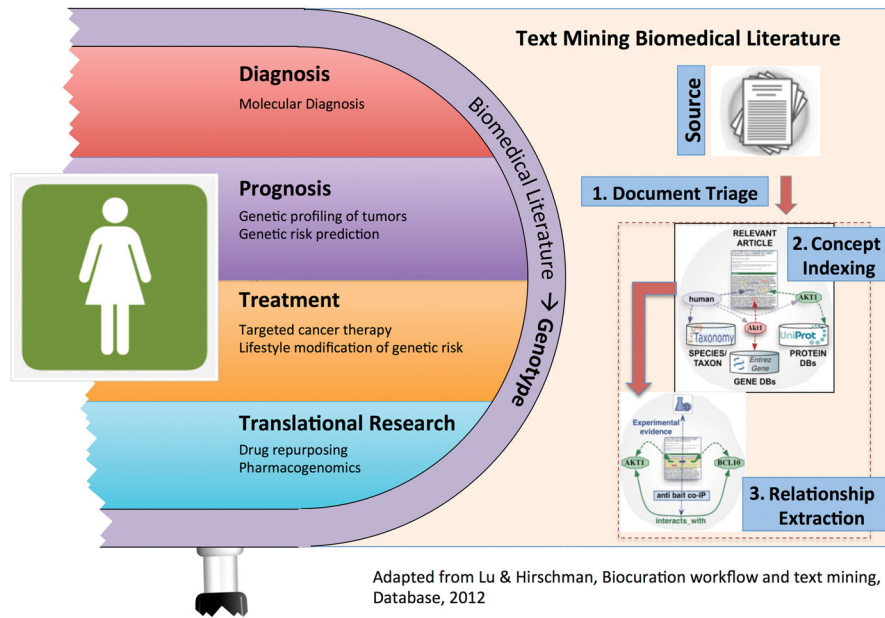 Text Mining Biomedical Literature
Diagnosis
Molecular Diagnosis
Prognosis
Genetic profiling of tumors
Genetic risk prediction
Treatment
Targeted cancer therapy
Lifestyle modification of genetic risk
Translational Research
Drug repurposing
Pharmacogenomics
Biomedical Literature → Genotype
Source
1. Document Triage
2. Concept
Indexing
RELEVANT
ARTICLE
human
AKT1
Akt1
Taxonomy
UniProt
SPECIES/
TAXON
Entrez
Gene
PROTEIN
DBs
GENE DBs
Experimental
evidence
AKT1
BCL10
anti bait co-IP
interacts_with
3. Relationship
Extraction
Adapted from Lu & Hirschman, Biocuration workflow and text mining,
Database, 2012